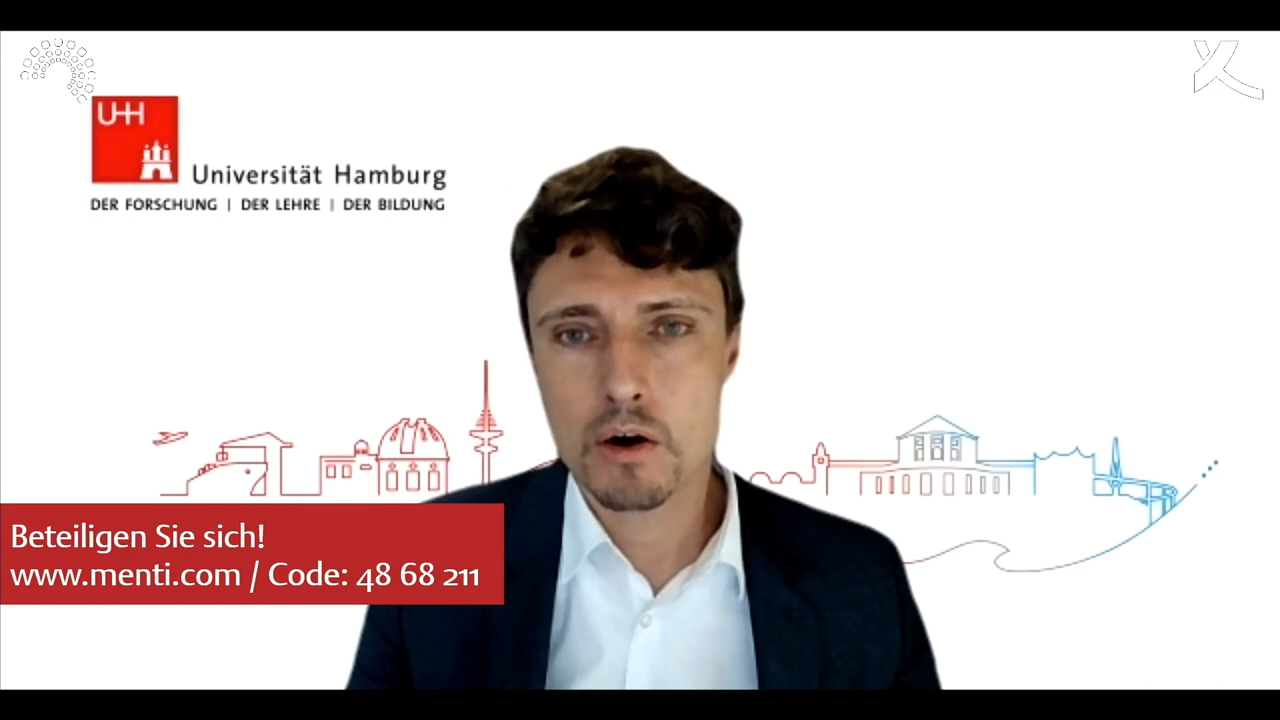 UHH
Universität Hamburg
DER FORSCHUNG | DER LEHRE | DER BILDUNG
Beteiligen Sie sich!
www.menti.com / Code: 48 68 211